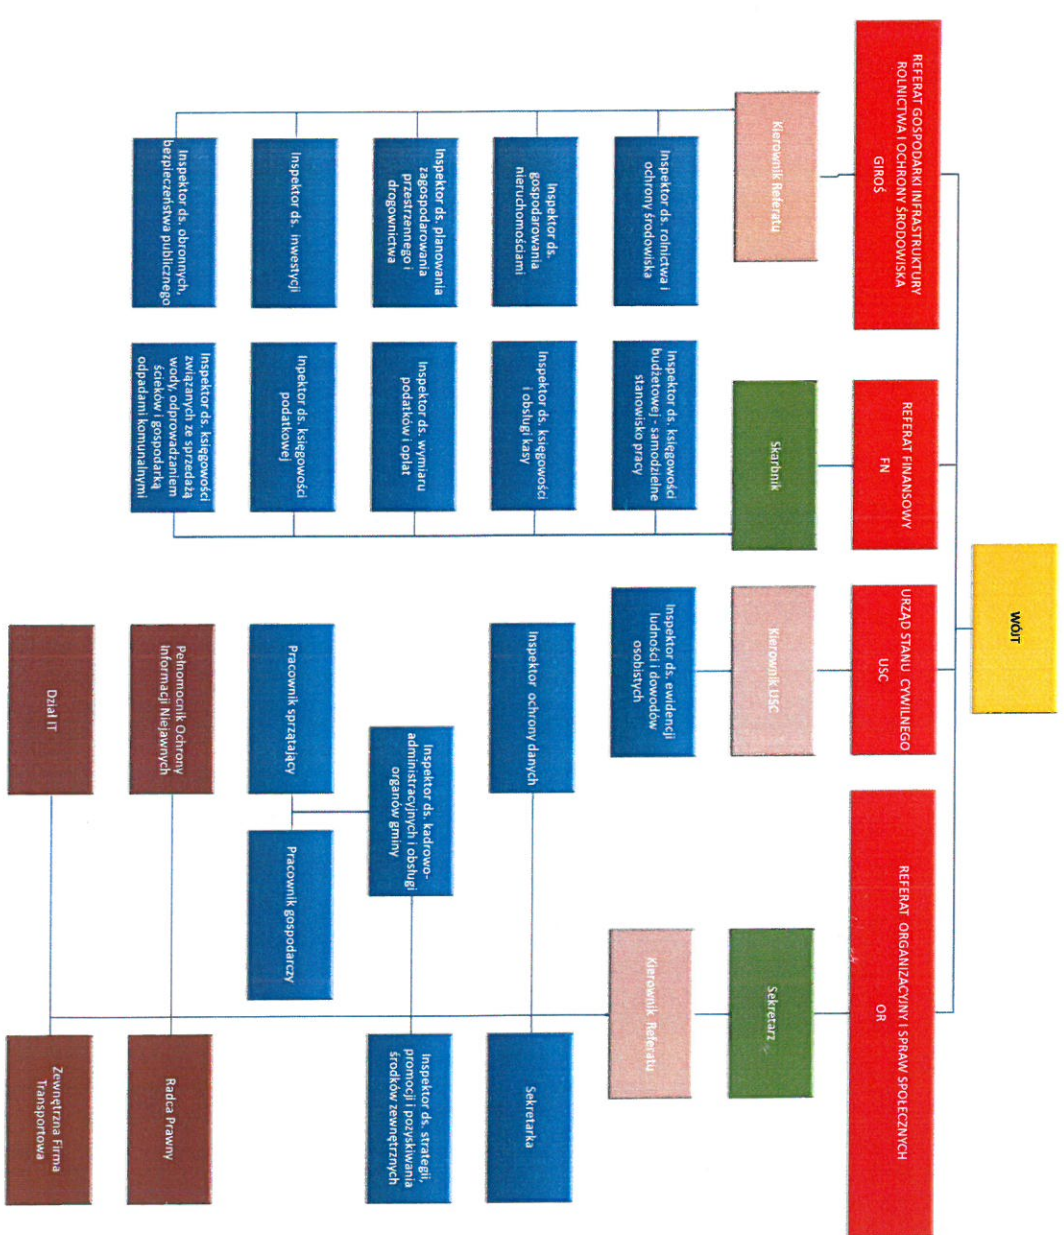 WÓJT
REFERAT GOSPODARKI INFRASTRUKTURY
ROLNICTWA I OCHRONY ŚRODOWISKA
GIROŚ
REFERAT FINANSOWY
FN
URZĄD STANU CYWILNEGO
USC
REFERAT ORGANIZACYJNY I SPRAW SPOŁECZNYCH
OR
Kierownik Referatu
Skarbnik
Kierownik USC
Sekretarz
Inspektor ds. rolnictwa i
ochrony środowiska
Inspektor ds. księgowości
budżetowej - samodzielne
stanowisko pracy
Inspektor ds. ewidencji
ludności i dowodów
osobistych
Kierownik Referatu
Inspektor ds.
gospodarowania
nieruchomościami
Inspektor ds. księgowości
i obsługi kasy
Inspektor ochrony danych
Sekretarka
Inspektor ds. planowania
zagospodarowania
przestrzennego i
drogownictwa
Inspektor ds. wymiaru
podatków i opłat
Inspektor ds. kadrowo-
administracyjnych i obsługi
organów gminy
Inspektor ds. strategii,
promocji i pozyskiwania
środków zewnętrznych
Inspektor ds. inwestycji
Inpektor ds. księgowości
podatkowej
Pracownik sprzątający
Pracownik gospodarczy
Inspektor ds. obronnych,
bezpieczeństwa publicznego
Inspektor ds. księgowości
związanych ze sprzedażą
wody, odprowadzaniem
ścieków i gospodarką
odpadami komunalnymi
Pełnomocnik Ochrony
Informacji Niejawnych
Radca Prawny
Dział IT
Zewnętrzna Firma
Transportowa